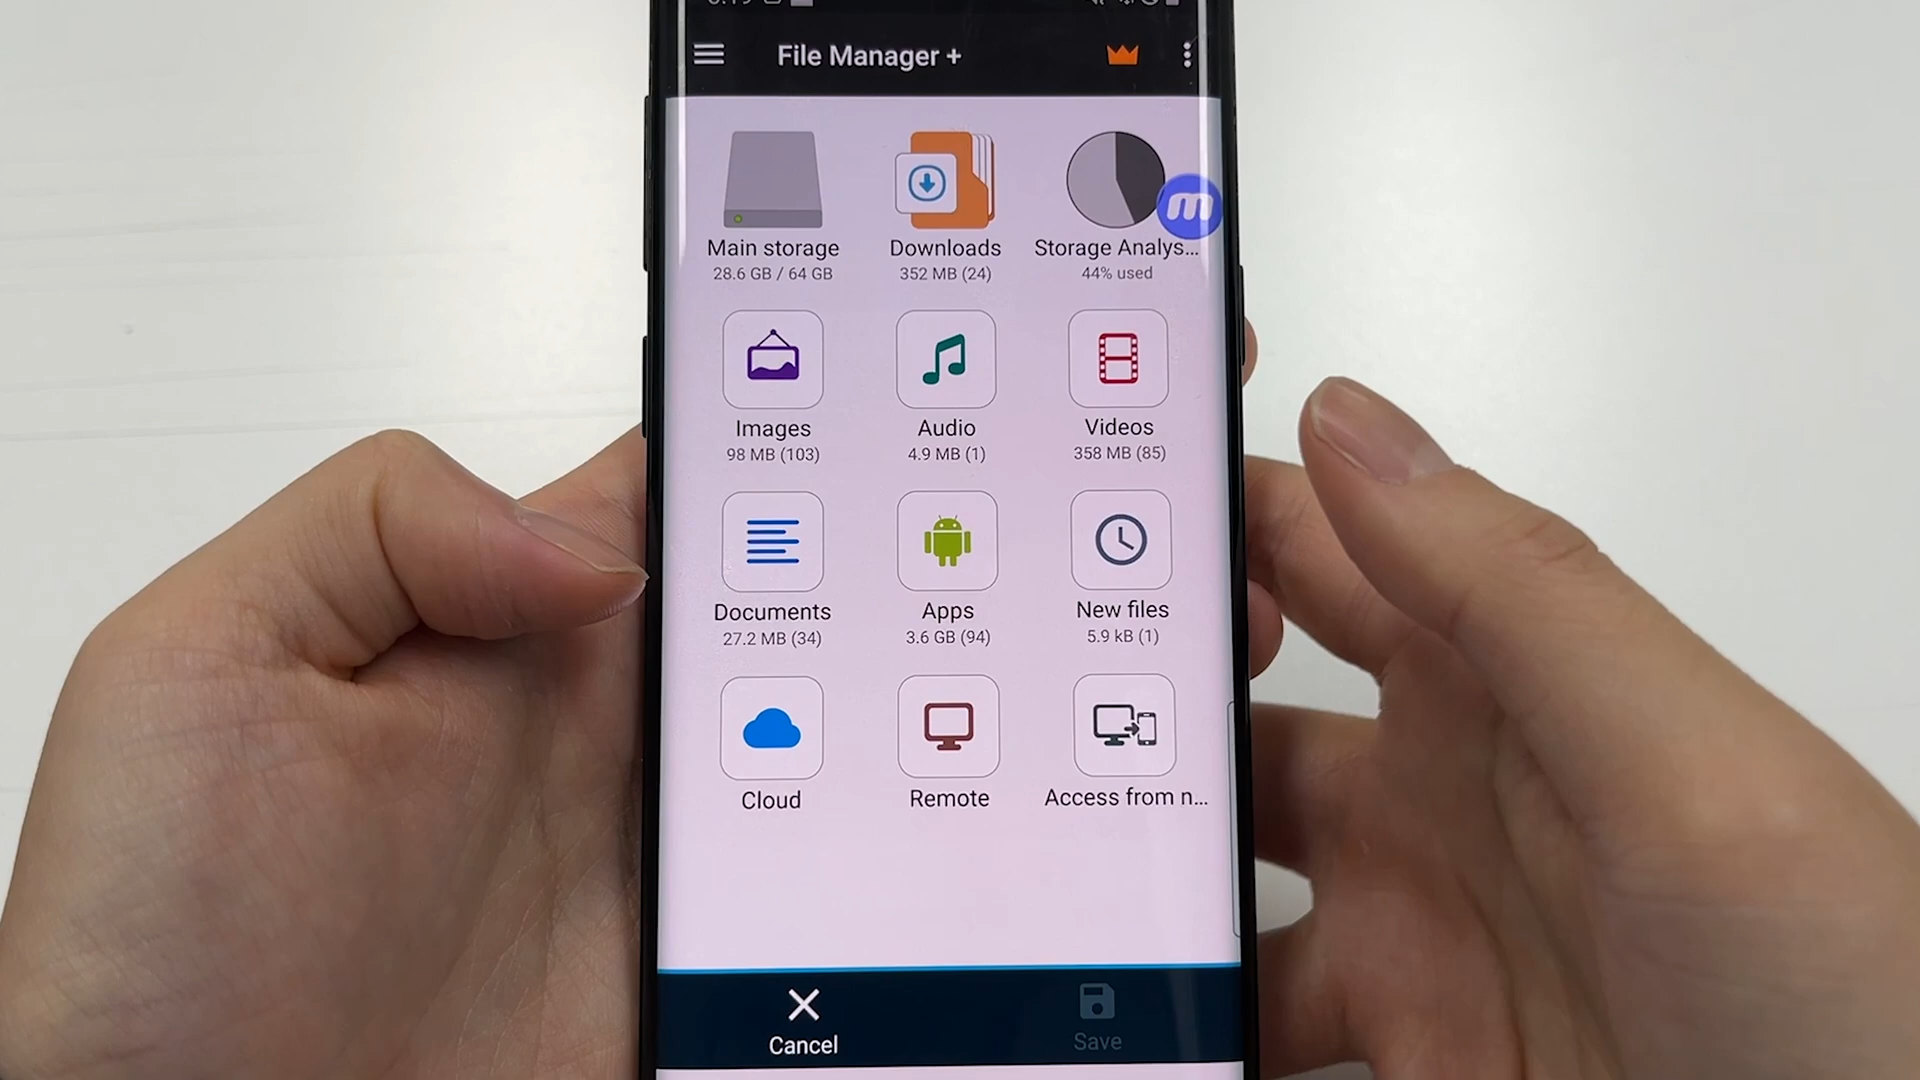 File Manager +
Main storage
28.6 GB / 64 GB
Downloads
352 MB (24)
Storage Analys...
44% used
m
Images
98 MB (103)
Audio
4.9 MB (1)
Videos
358 MB (85)
Documents
27.2 MB (34)
Apps
3.6 GB (94)
New files
5.9 kB (1)
Cloud
Remote
Access from n...
Cancel
Save